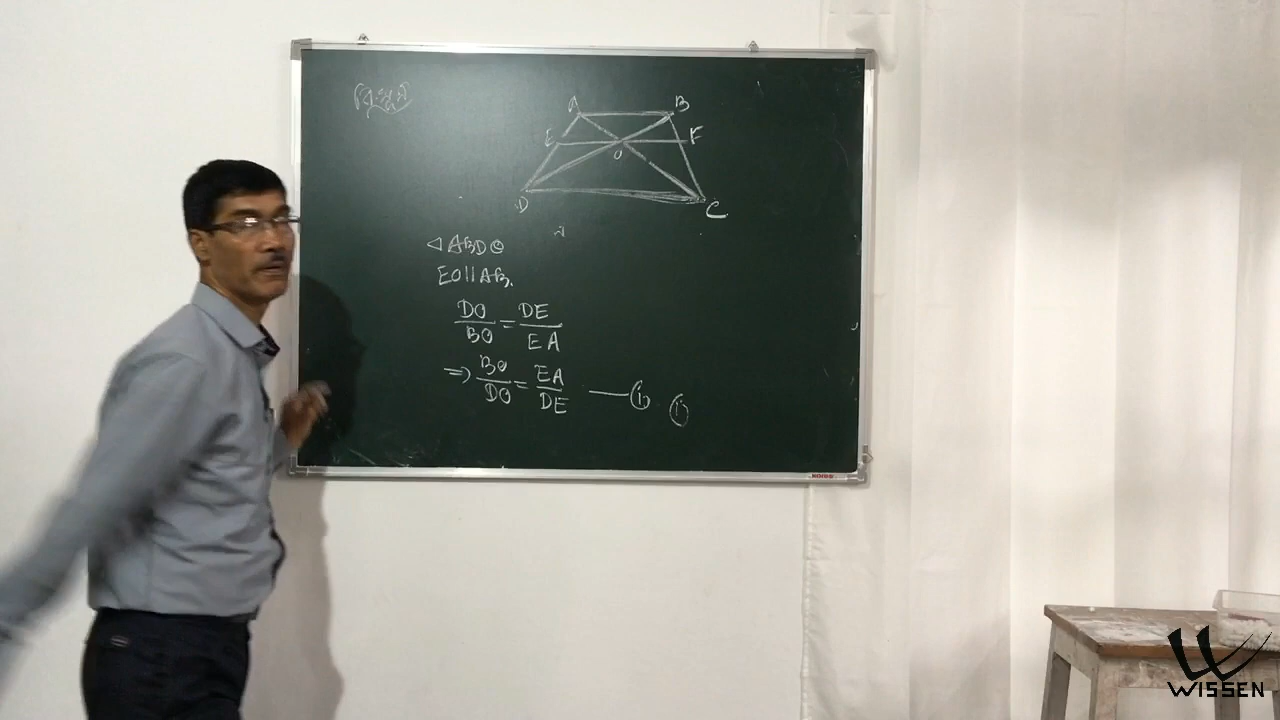 A B
E F
O
D C
◁ ABD ত
EO || AB.
DO/BO = DE/EA
⇒ BO/DO = EA/DE —— (i) (i)
WISSEN